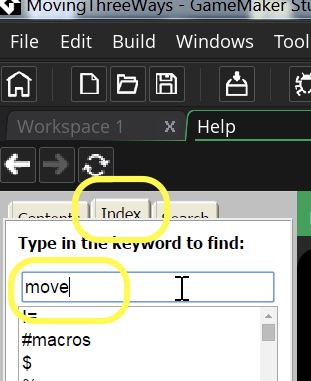 MovingThreeWays - GameMaker Stu
File Edit Build Windows Tool
Workspace 1 X Help
Contents Index Search
Type in the keyword to find:
move
!=
#macros
$